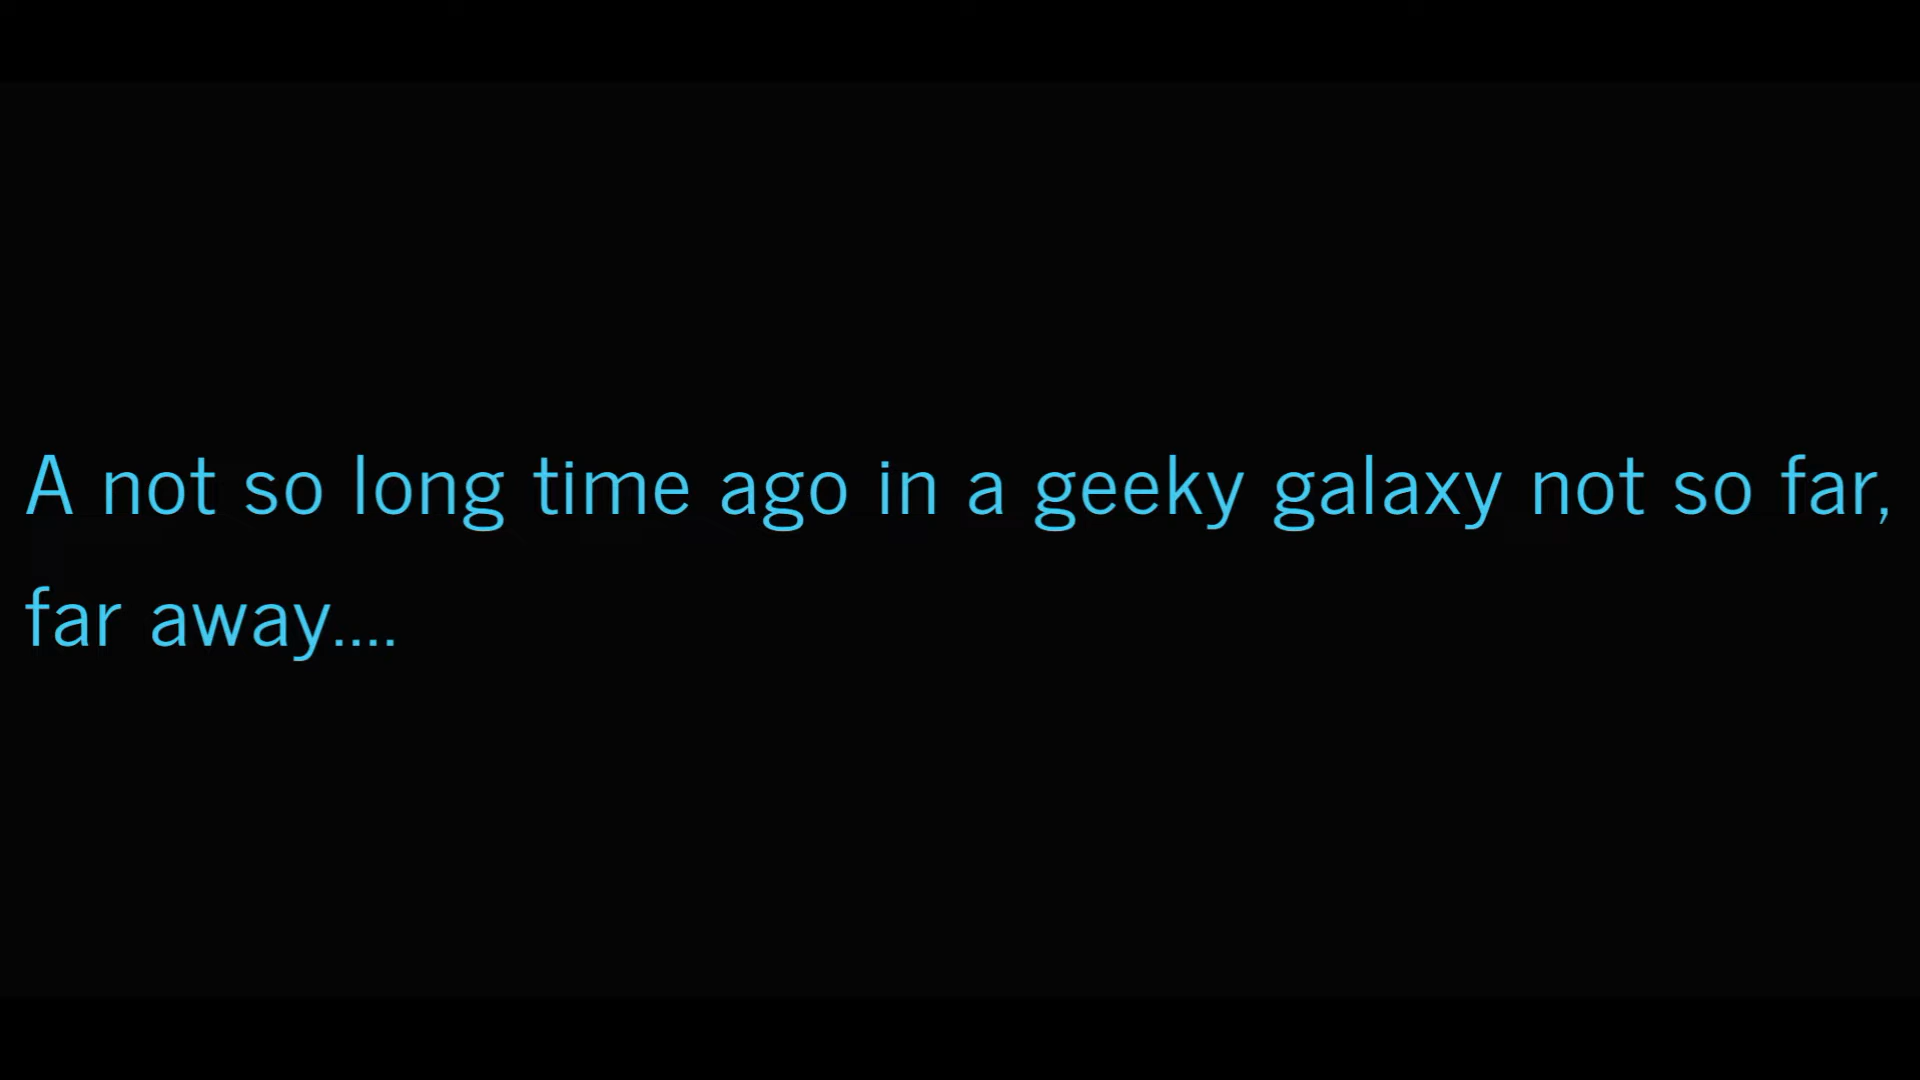 A not so long time ago in a geeky galaxy not so far,
far away....